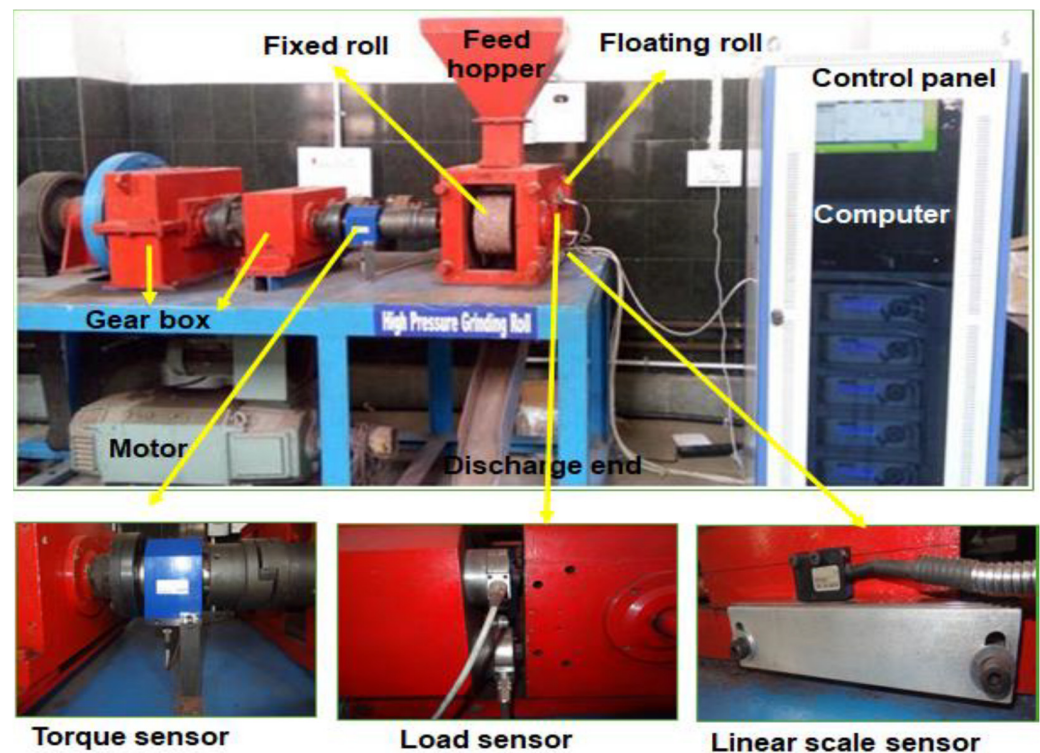 Fixed roll
Feed
hopper
Floating roll
Control panel
Computer
Gear box
High Pressure Grinding Roll
Motor
Discharge end
Torque sensor
Load sensor
Linear scale sensor